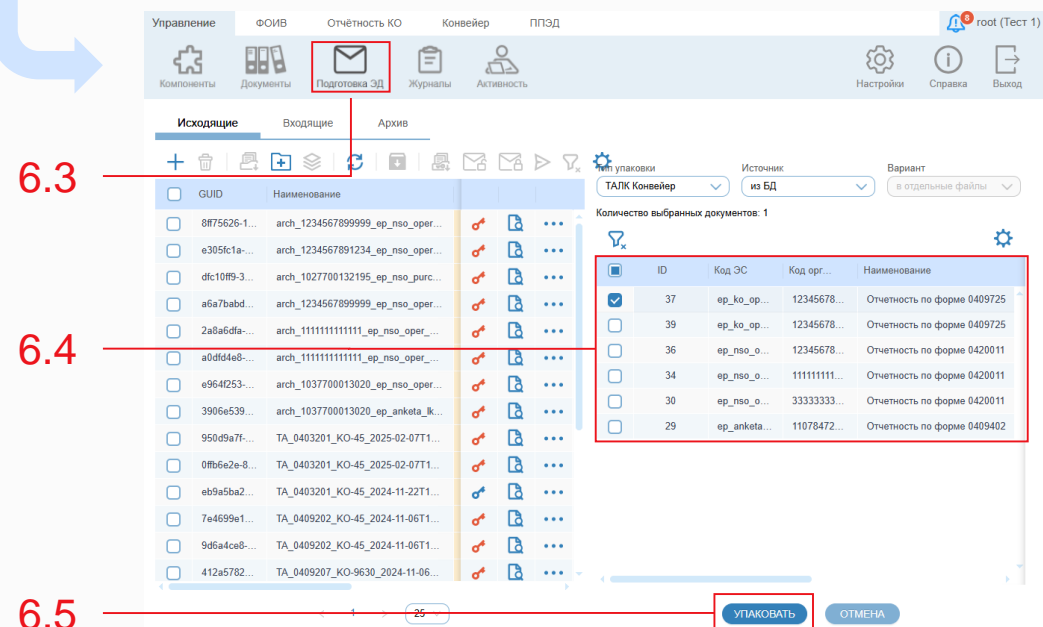 Управление ФОИВ Отчётность КО Конвейер ППЭД 8 root (Тест 1)
Компоненты Документы Подготовка ЭД Журналы Активность Настройки Справка Выход
Исходящие Входящие Архив
6.3
Тип упаковки Источник Вариант
ТАЛК Конвейер из БД в отдельные файлы
Количество выбранных документов: 1
GUID Наименование
8ff75626-1... arch_1234567899999_ep_nso_oper...
e305fc1a-... arch_1234567891234_ep_nso_oper...
dfc10ff9-3... arch_1027700132195_ep_nso_purc...
a6a7babd... arch_1234567899999_ep_nso_oper...
2a8a6dfa-... arch_1111111111111_ep_nso_oper_...
a0dfd4e8-... arch_1111111111111_ep_nso_oper_...
e964f253-... arch_1037700013020_ep_nso_oper...
3906e539... arch_1037700013020_ep_anketa_lk...
950d9a7f-... TA_0403201_KO-45_2025-02-07T1...
0ffb6e2e-8... TA_0403201_KO-45_2025-02-07T1...
eb9a5ba2... TA_0403201_KO-45_2024-11-22T1...
7e4699e1... TA_0409202_KO-45_2024-11-06T1...
9d6a4ce8-... TA_0409202_KO-45_2024-11-06T1...
412a5782... TA_0409207_KO-9630_2024-11-06...
6.4
ID Код ЭС Код орг... Наименование
37 ep_ko_op... 12345678... Отчетность по форме 0409725
39 ep_ko_op... 12345678... Отчетность по форме 0409725
36 ep_nso_o... 12345678... Отчетность по форме 0420011
34 ep_nso_o... 111111111... Отчетность по форме 0420011
30 ep_nso_o... 33333333... Отчетность по форме 0420011
29 ep_anketa... 11078472... Отчетность по форме 0409402
6.5
1 25
УПАКОВАТЬ ОТМЕНА